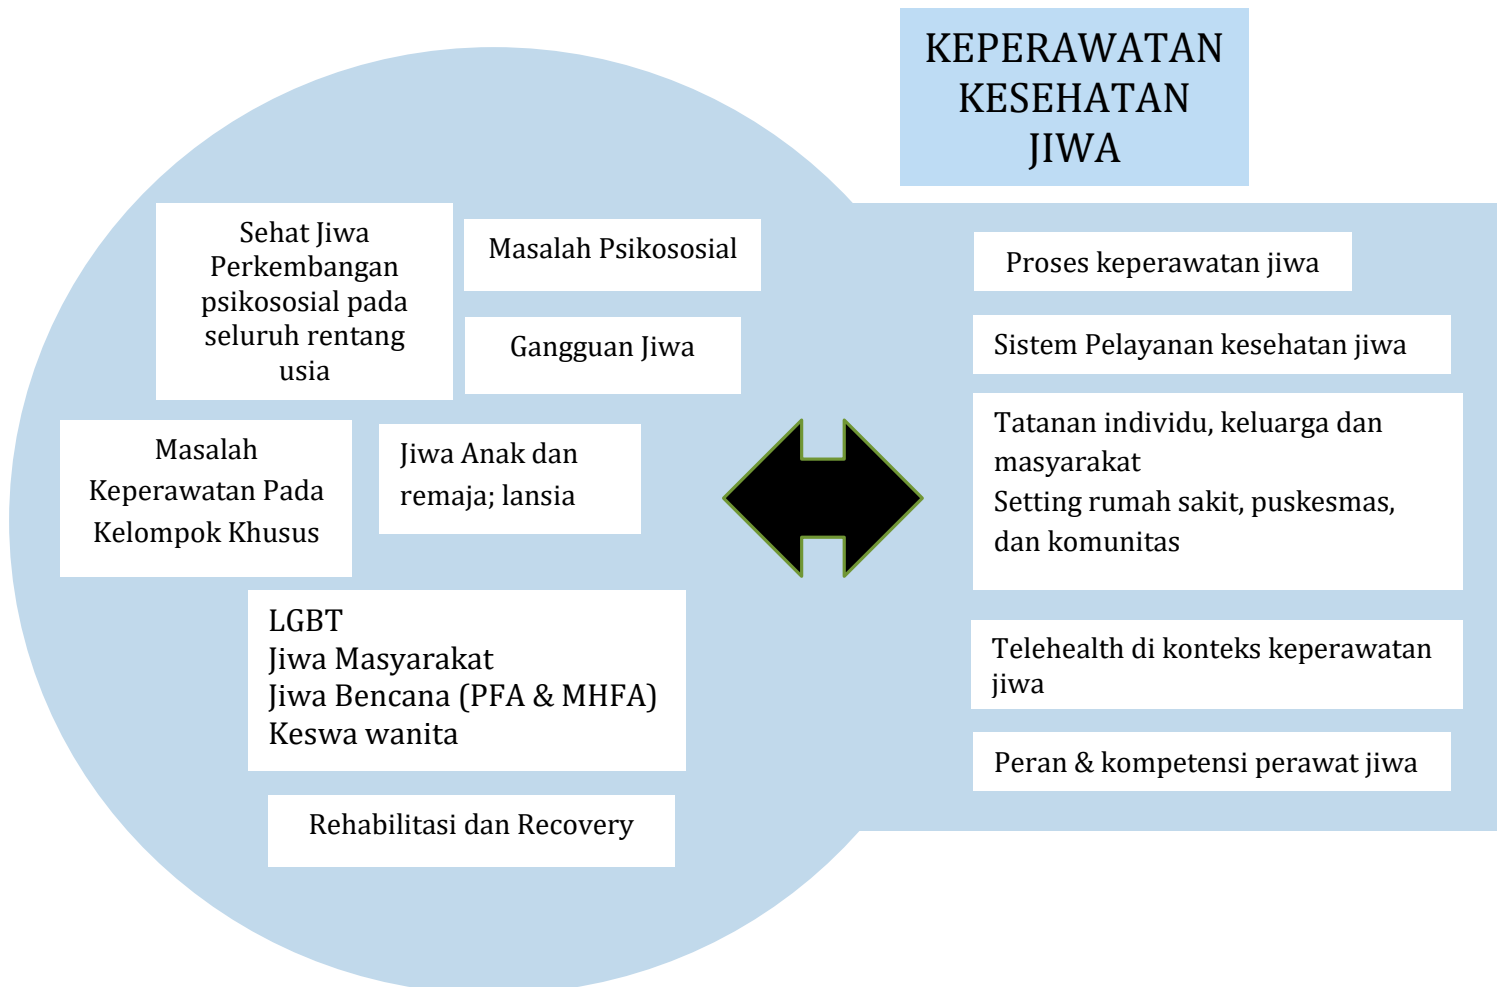 KEPERAWATAN
KESEHATAN
JIWA
Sehat Jiwa
Perkembangan
psikososial pada
seluruh rentang
usia
Masalah Psikososial
Gangguan Jiwa
Masalah
Keperawatan Pada
Kelompok Khusus
Jiwa Anak dan
remaja; lansia
LGBT
Jiwa Masyarakat
Jiwa Bencana (PFA & MHFA)
Keswa wanita
Rehabilitasi dan Recovery
Proses keperawatan jiwa
Sistem Pelayanan kesehatan jiwa
Tatanan individu, keluarga dan
masyarakat
Setting rumah sakit, puskesmas,
dan komunitas
Telehealth di konteks keperawatan
jiwa
Peran & kompetensi perawat jiwa